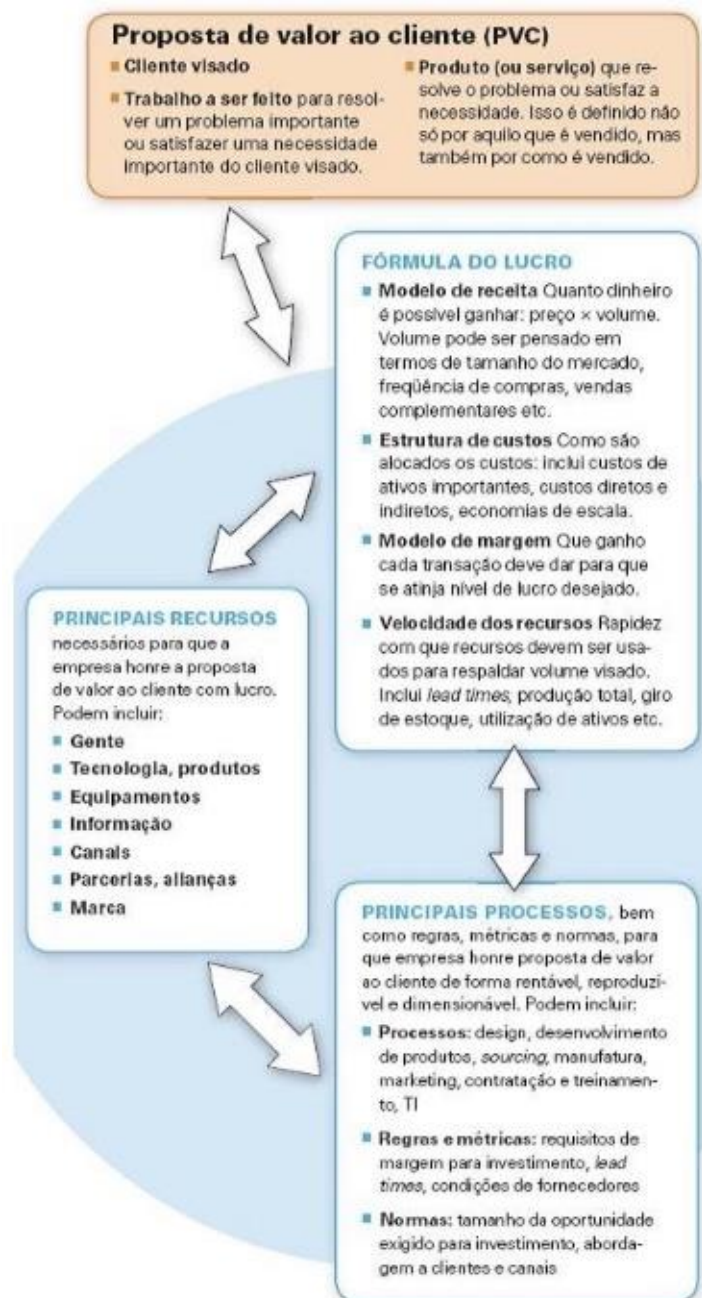 Proposta de valor ao cliente (PVC)
■ Cliente visado
■ Trabalho a ser feito para resol-
ver um problema importante
ou satisfazer uma necessidade
importante do cliente visado.
■ Produto (ou serviço) que re-
solve o problema ou satisfaz a
necessidade. Isso é definido não
só por aquilo que é vendido, mas
também por como é vendido.
FÓRMULA DO LUCRO
■ Modelo de receita Quanto dinheiro
é possível ganhar: preço × volume.
Volume pode ser pensado em
termos de tamanho do mercado,
freqüência de compras, vendas
complementares etc.
■ Estrutura de custos Como são
alocados os custos: inclui custos de
ativos importantes, custos diretos e
indiretos, economias de escala.
■ Modelo de margem Que ganho
cada transação deve dar para que
se atinja nível de lucro desejado.
■ Velocidade dos recursos Rapidez
com que recursos devem ser usa-
dos para respaldar volume visado.
Inclui lead times, produção total, giro
de estoque, utilização de ativos etc.
PRINCIPAIS RECURSOS
necessários para que a
empresa honre a proposta
de valor ao cliente com lucro.
Podem incluir:
■ Gente
■ Tecnologia, produtos
■ Equipamentos
■ Informação
■ Canais
■ Parcerias, alianças
■ Marca
PRINCIPAIS PROCESSOS, bem
como regras, métricas e normas, para
que empresa honre proposta de valor
ao cliente de forma rentável, reproduzí-
vel e dimensionável. Podem incluir:
■ Processos: design, desenvolvimento
de produtos, sourcing, manufatura,
marketing, contratação e treinamen-
to, TI
■ Regras e métricas: requisitos de
margem para investimento, lead
times, condições de fornecedores
■ Normas: tamanho da oportunidade
exigido para investimento, aborda-
gem a clientes e canais